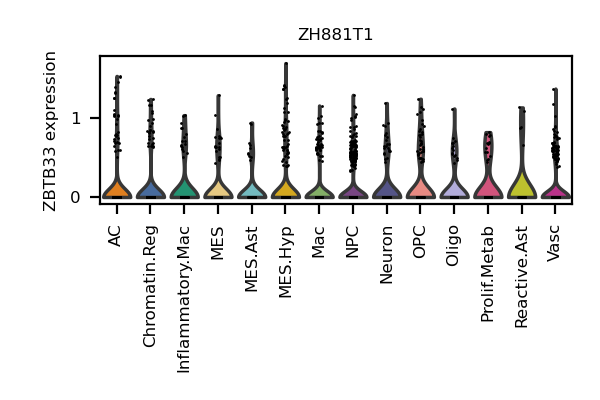 ZH881T1
ZBTB33 expression
1
0
AC
Chromatin.Reg
Inflammatory.Mac
MES
MES.Ast
MES.Hyp
Mac
NPC
Neuron
OPC
Oligo
Prolif.Metab
Reactive.Ast
Vasc